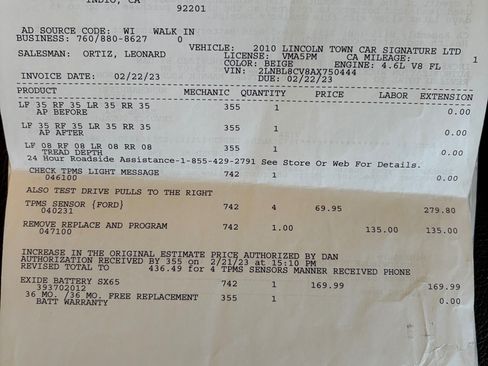 INDIO, CA
92201
AD SOURCE CODE: WI WALK IN
BUSINESS: 760/880-8627 0
VEHICLE: 2010 LINCOLN TOWN CAR SIGNATURE LTD
SALESMAN: ORTIZ, LEONARD LICENSE: VMA5PM CA MILEAGE: 1
COLOR: BEIGE ENGINE: 4.6L V8 FL
VIN: 2LNBL8CV8AX750444
INVOICE DATE: 02/22/23 DUE: 02/22/23
PRODUCT MECHANIC QUANTITY PRICE LABOR EXTENSION
LF 35 RF 35 LR 35 RR 35 355 1 0.00
AP BEFORE
LF 35 RF 35 LR 35 RR 35 355 1 0.00
AP AFTER
LF 08 RF 08 LR 08 RR 08 355 1 0.00
TREAD DEPTH
24 Hour Roadside Assistance-1-855-429-2791 See Store Or Web For Details.
CHECK TPMS LIGHT MESSAGE 742 1 0.00
046100
ALSO TEST DRIVE PULLS TO THE RIGHT
TPMS SENSOR {FORD} 742 4 69.95 279.80
040231
REMOVE REPLACE AND PROGRAM 742 1.00 135.00 135.00
047100
INCREASE IN THE ORIGINAL ESTIMATE PRICE AUTHORIZED BY DAN
AUTHORIZATION RECEIVED BY 355 on 2/21/23 at 15:10 PM
REVISED TOTAL TO 436.49 for 4 TPMS SENSORS MANNER RECEIVED PHONE
EXIDE BATTERY SX65 742 1 169.99 169.99
393702012
36 MO. /36 MO. FREE REPLACEMENT 355 1 0.00
BATT WARRANTY